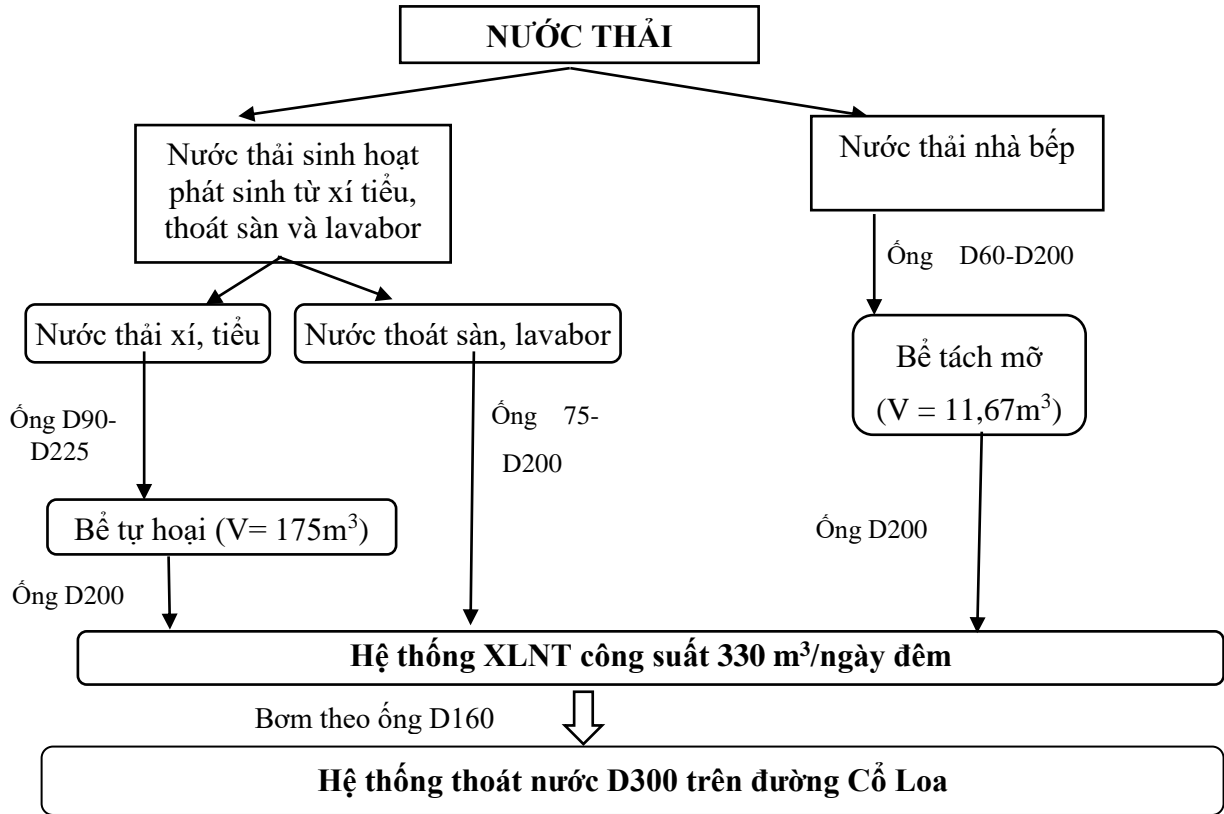 NƯỚC THẢI
Nước thải sinh hoạt
phát sinh từ xí tiểu,
thoát sàn và lavabor
Nước thải nhà bếp
Ống D60-D200
Nước thải xí, tiểu
Nước thoát sàn, lavabor
Bể tách mỡ
(V = 11,67m³)
Ống D90-
D225
Ống 75-
D200
Bể tự hoại (V= 175m³)
Ống D200
Ống D200
Hệ thống XLNT công suất 330 m³/ngày đêm
Bơm theo ống D160
Hệ thống thoát nước D300 trên đường Cổ Loa